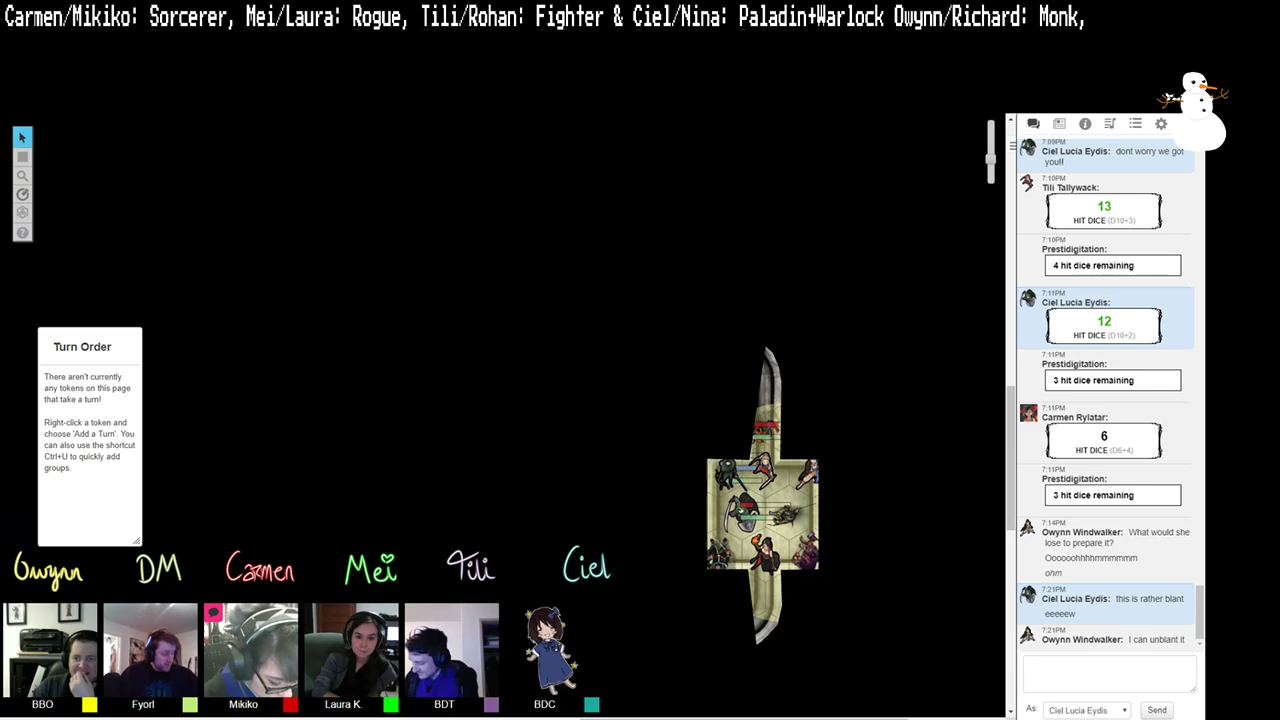 Carmen/Mikiko: Sorcerer, Mei/Laura: Rogue, Tili/Rohan: Fighter & Ciel/Nina: Paladin+Warlock Owynn/Richard: Monk,
7:09PM
Ciel Lucia Eydis: dont worry we got
you!!
7:10PM
Tili Tallywack:
13
HIT DICE (D10+3)
7:10PM
Prestidigitation:
4 hit dice remaining
7:11PM
Ciel Lucia Eydis:
12
HIT DICE (D10+2)
7:11PM
Prestidigitation:
3 hit dice remaining
7:11PM
Carmen Rylatar:
6
HIT DICE (D6+4)
7:11PM
Prestidigitation:
3 hit dice remaining
7:14PM
Owynn Windwalker: What would she
lose to prepare it?
Ooooohhhhmmmmmm
ohm
7:21PM
Ciel Lucia Eydis: this is rather blant
eeeeew
7:21PM
Owynn Windwalker: I can unblant it
As: Ciel Lucia Eydis Send
Turn Order
There aren't currently
any tokens on this page
that take a turn!
Right-click a token and
choose 'Add a Turn'. You
can also use the shortcut
Ctrl+U to quickly add
groups.
Owynn DM Carmen Mei Tili Ciel
BBO Fyorl Mikiko Laura K. BDT BDC